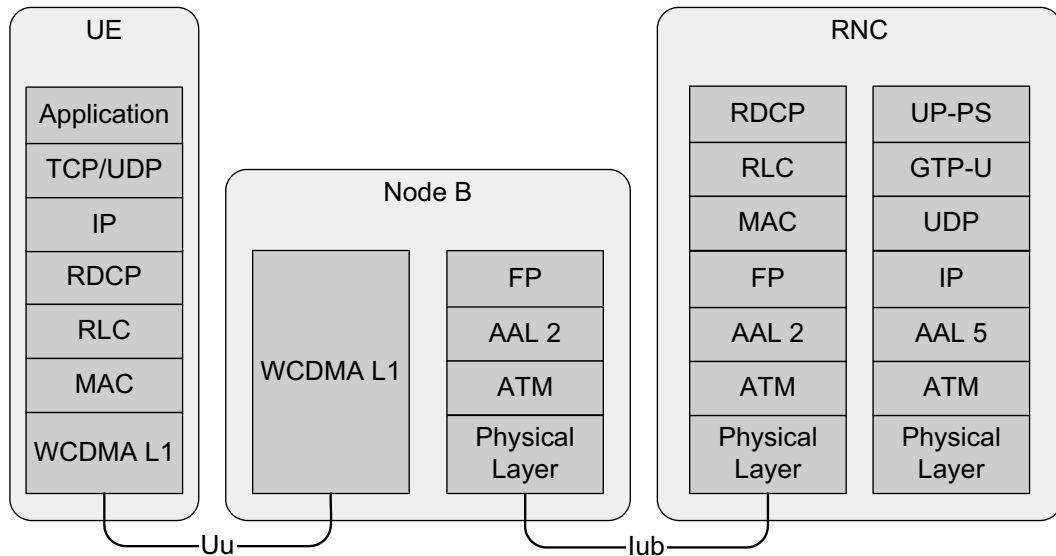 UE
Application
TCP/UDP
IP
RDCP
RLC
MAC
WCDMA L1
Node B
WCDMA L1
FP
AAL 2
ATM
Physical
Layer
RNC
RDCP
RLC
MAC
FP
AAL 2
ATM
Physical
Layer
UP-PS
GTP-U
UDP
IP
AAL 5
ATM
Physical
Layer
Uu
Iub